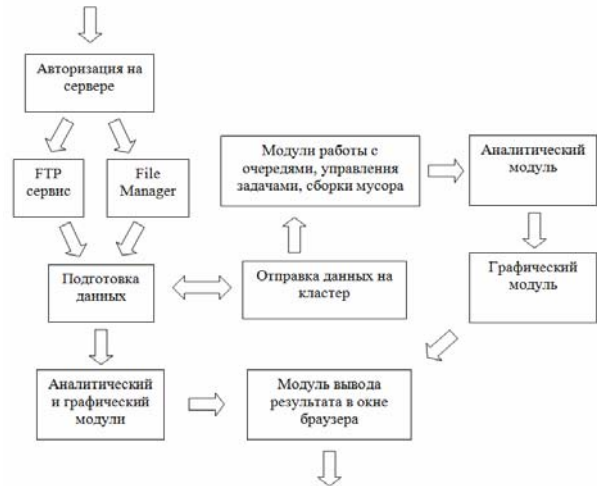 Авторизация на
сервере
FTP
сервис
File
Manager
Модули работы с
очередями, управления
задачами, сборки мусора
Аналитический
модуль
Подготовка
данных
Отправка данных на
кластер
Графический
модуль
Аналитический
и графический
модули
Модуль вывода
результата в окне
браузера